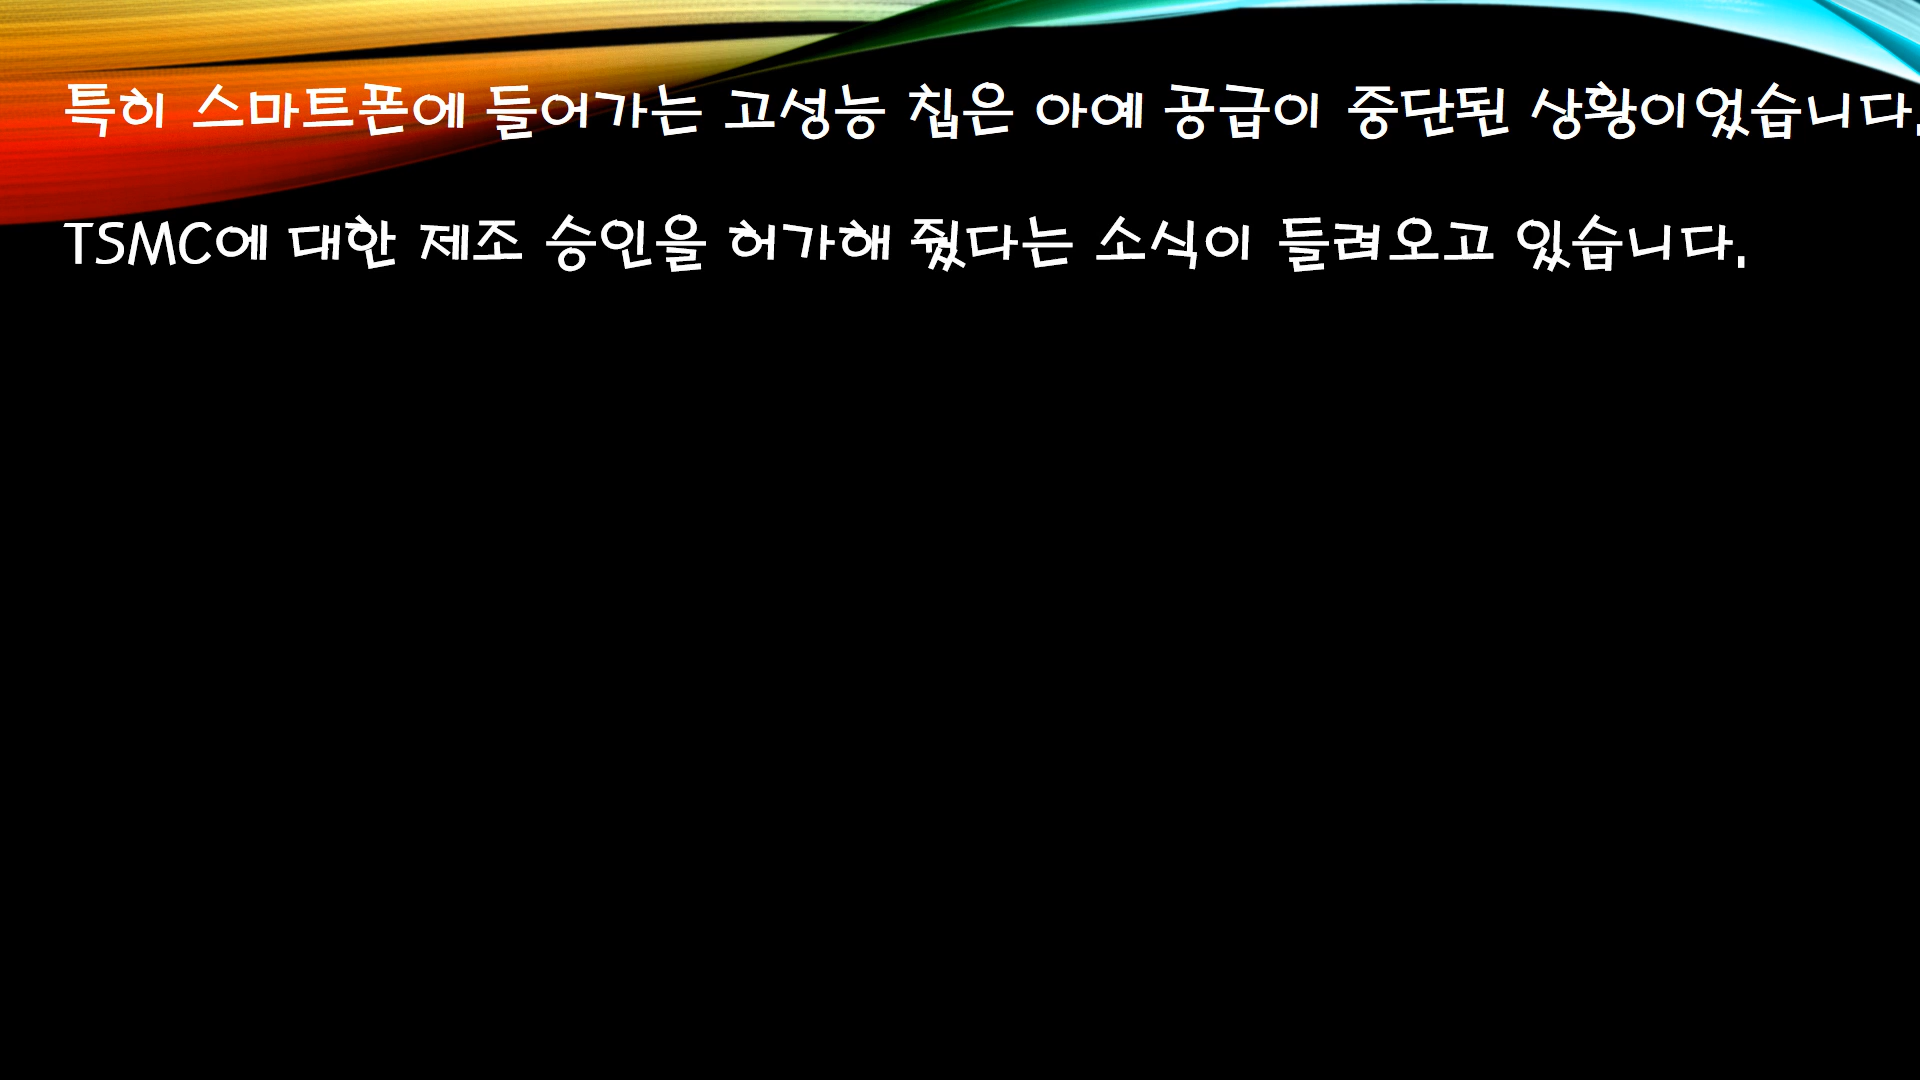 특히 스마트폰에 들어가는 고성능 칩은 아예 공급이 중단된 상황이었습니다.
TSMC에 대한 제조 승인을 허가해 줬다는 소식이 들려오고 있습니다.